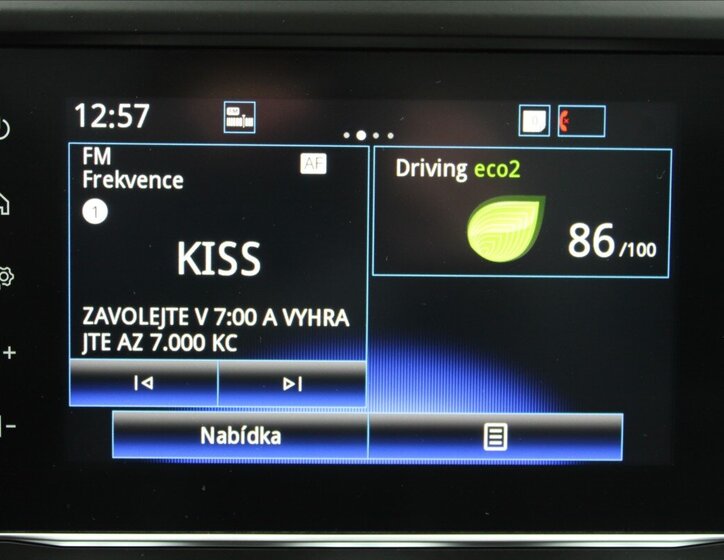 12:57
FM
Frekvence
AF
1
KISS
ZAVOLEJTE V 7:00 A VYHRA
JTE AZ 7.000 KC
Driving eco2
86/100
Nabídka